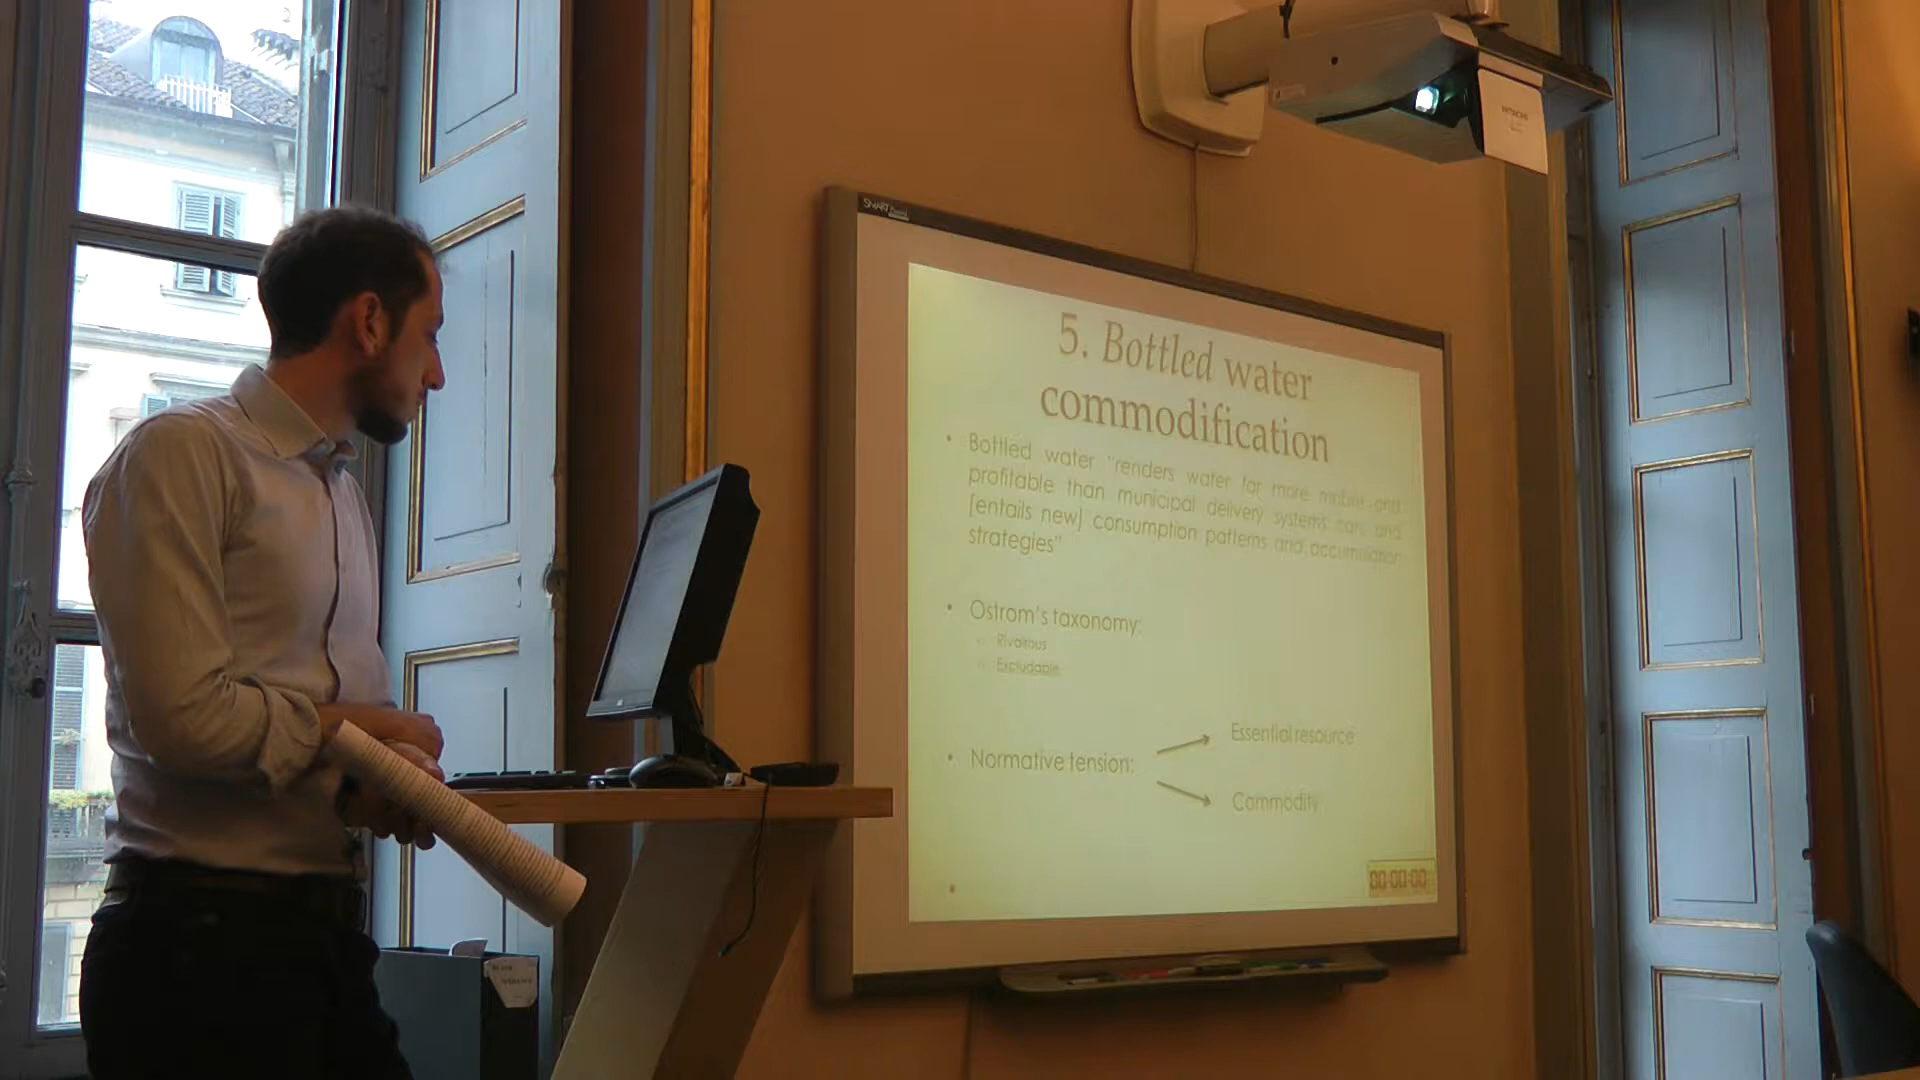 SMART
HITACHI
5. Bottled water
commodification
• Bottled water "renders water far more mobile and
profitable than municipal delivery systems can, and
[entails new] consumption patterns and accumulation
strategies"
• Ostrom's taxonomy:
Rivalrous
Excludable
Essential resource
• Normative tension:
Commodity
00:00:00